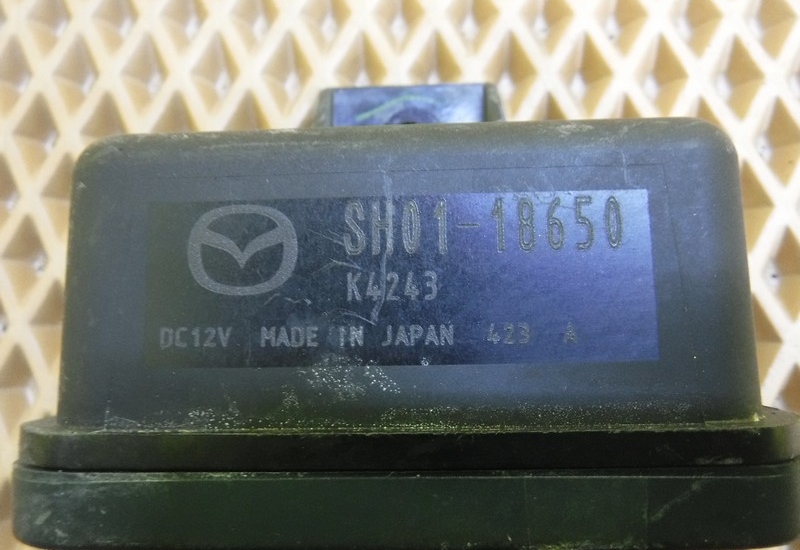 SH01-18650
K4243
DC12V MADE IN JAPAN 423 A